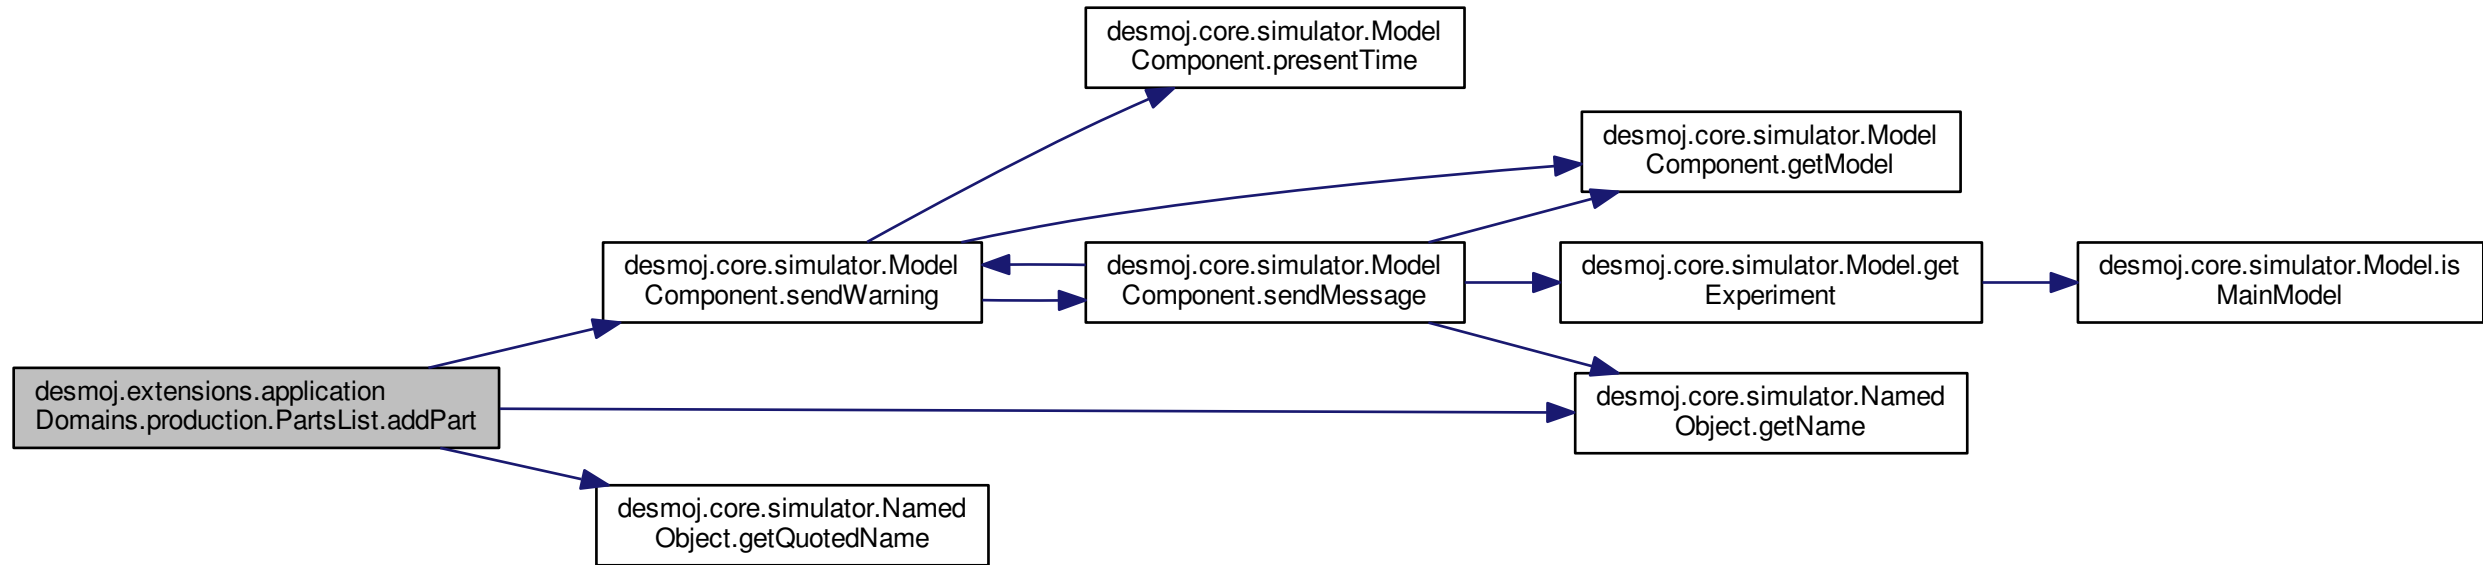 desmoj.core.simulator.Model
Component.presentTime
desmoj.core.simulator.Model
Component.getModel
desmoj.core.simulator.Model
Component.sendWarning
desmoj.core.simulator.Model
Component.sendMessage
desmoj.core.simulator.Model.get
Experiment
desmoj.core.simulator.Model.is
MainModel
desmoj.extensions.application
Domains.production.PartsList.addPart
desmoj.core.simulator.Named
Object.getName
desmoj.core.simulator.Named
Object.getQuotedName